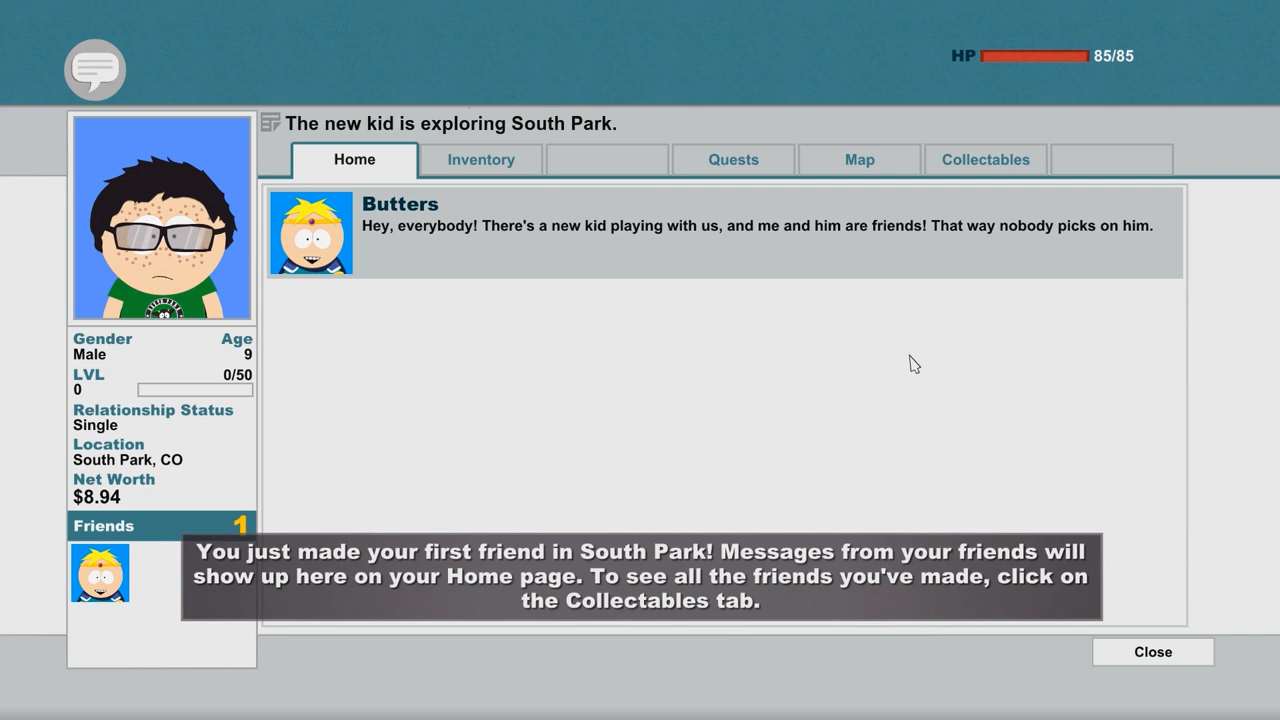 HP 85/85
The new kid is exploring South Park.
Home Inventory Quests Map Collectables
Butters
Hey, everybody! There's a new kid playing with us, and me and him are friends! That way nobody picks on him.
Gender Age
Male 9
LVL 0/50
0
Relationship Status
Single
Location
South Park, CO
Net Worth
$8.94
Friends 1
You just made your first friend in South Park! Messages from your friends will
show up here on your Home page. To see all the friends you've made, click on
the Collectables tab.
Close